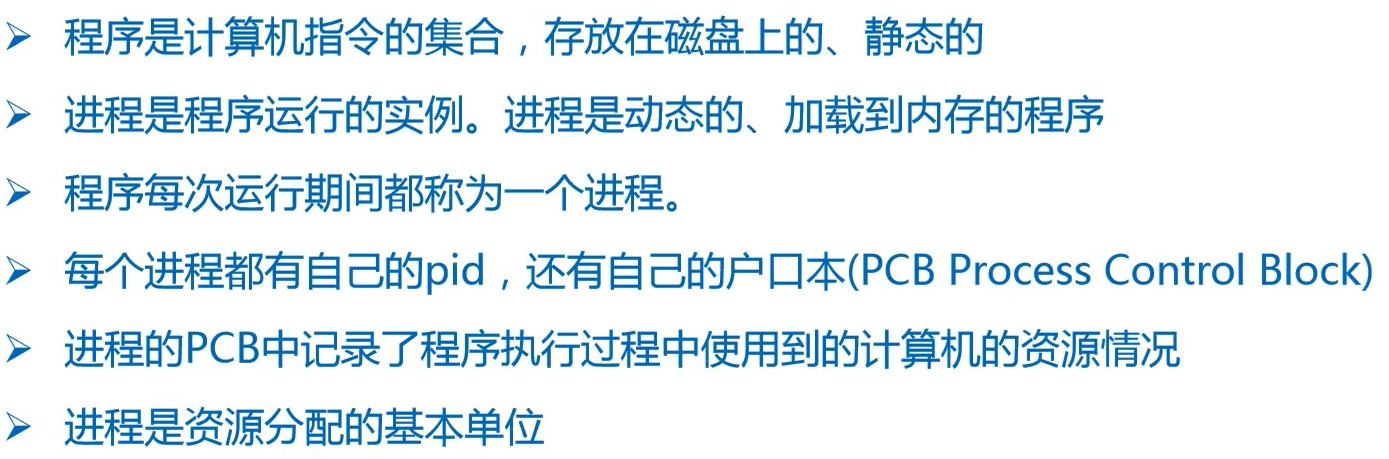 ➢ 程序是计算机指令的集合，存放在磁盘上的、静态的
➢ 进程是程序运行的实例。进程是动态的、加载到内存的程序
➢ 程序每次运行期间都称为一个进程。
➢ 每个进程都有自己的pid，还有自己的户口本(PCB Process Control Block)
➢ 进程的PCB中记录了程序执行过程中使用到的计算机的资源情况
➢ 进程是资源分配的基本单位